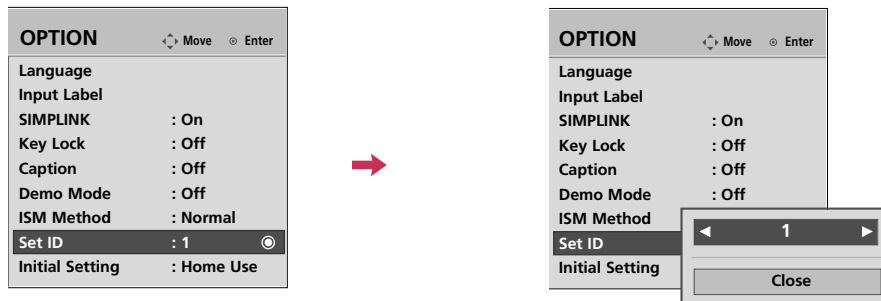 OPTION Move Enter
Language
Input Label
SIMPLINK : On
Key Lock : Off
Caption : Off
Demo Mode : Off
ISM Method : Normal
Set ID : 1
Initial Setting : Home Use
OPTION Move Enter
Language
Input Label
SIMPLINK : On
Key Lock : Off
Caption : Off
Demo Mode : Off
ISM Method
Set ID
Initial Setting
◄ 1 ►
Close